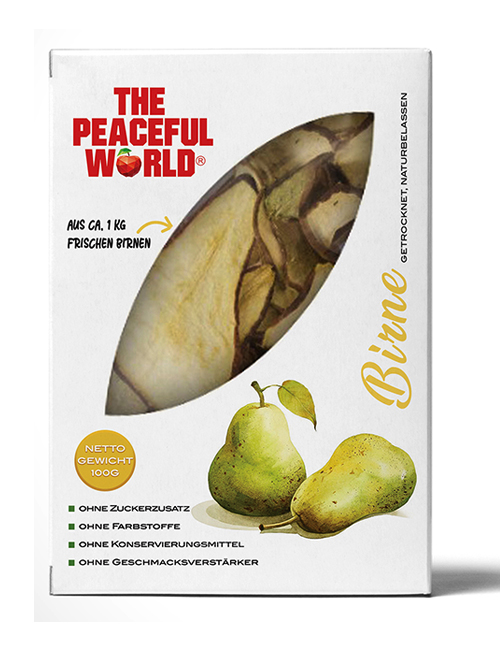 THE
PEACEFUL
WORLD®
AUS CA. 1 KG
FRISCHEN BIRNEN
Birne
GETROCKNET, NATURBELASSEN
NETTO
GEWICHT
100G
OHNE ZUCKERZUSATZ
OHNE FARBSTOFFE
OHNE KONSERVIERUNGSMITTEL
OHNE GESCHMACKSVERSTÄRKER